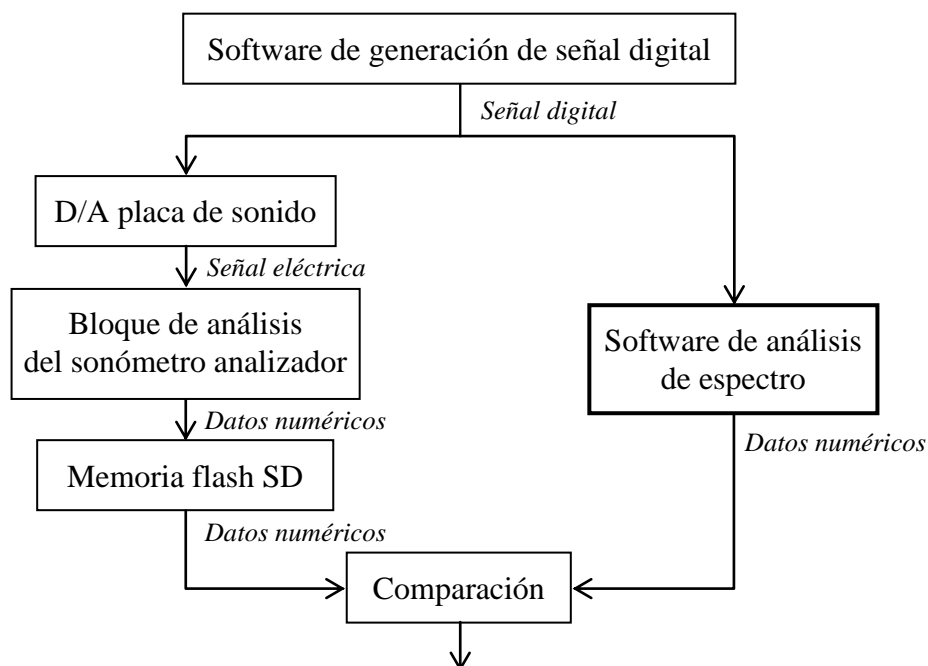 Software de generación de señal digital
Señal digital
D/A placa de sonido
Señal eléctrica
Bloque de análisis
del sonómetro analizador
Software de análisis
de espectro
Datos numéricos
Datos numéricos
Memoria flash SD
Datos numéricos
Comparación